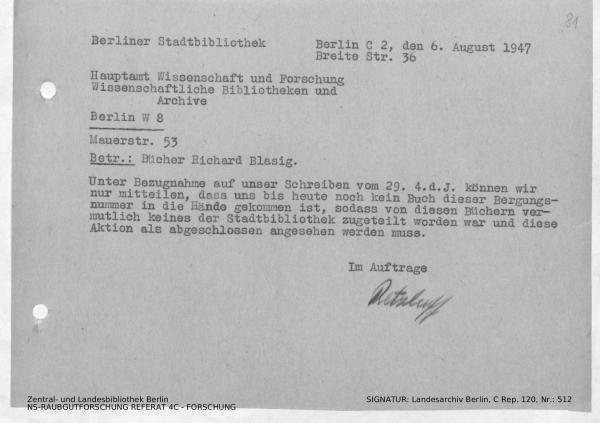 81
Berliner Stadtbibliothek
Berlin C 2, den 6. August 1947
Breite Str. 36
Hauptamt Wissenschaft und Forschung
Wissenschaftliche Bibliotheken und
Archive
Berlin W 8
Mauerstr. 53
Betr.: Bücher Richard Blasig.
Unter Bezugnahme auf unser Schreiben vom 29. 4.d.J. können wir
nur mitteilen, dass uns bis heute noch kein Buch dieser Bergungs-
nummer in die Hände gekommen ist, sodass von diesen Büchern ver-
mutlich keines der Stadtbibliothek zugeteilt worden war und diese
Aktion als abgeschlossen angesehen werden muss.
Im Auftrage
Zentral- und Landesbibliothek Berlin
NS-RAUBGUTFORSCHUNG REFERAT 4C - FORSCHUNG
SIGNATUR: Landesarchiv Berlin, C Rep. 120, Nr.: 512